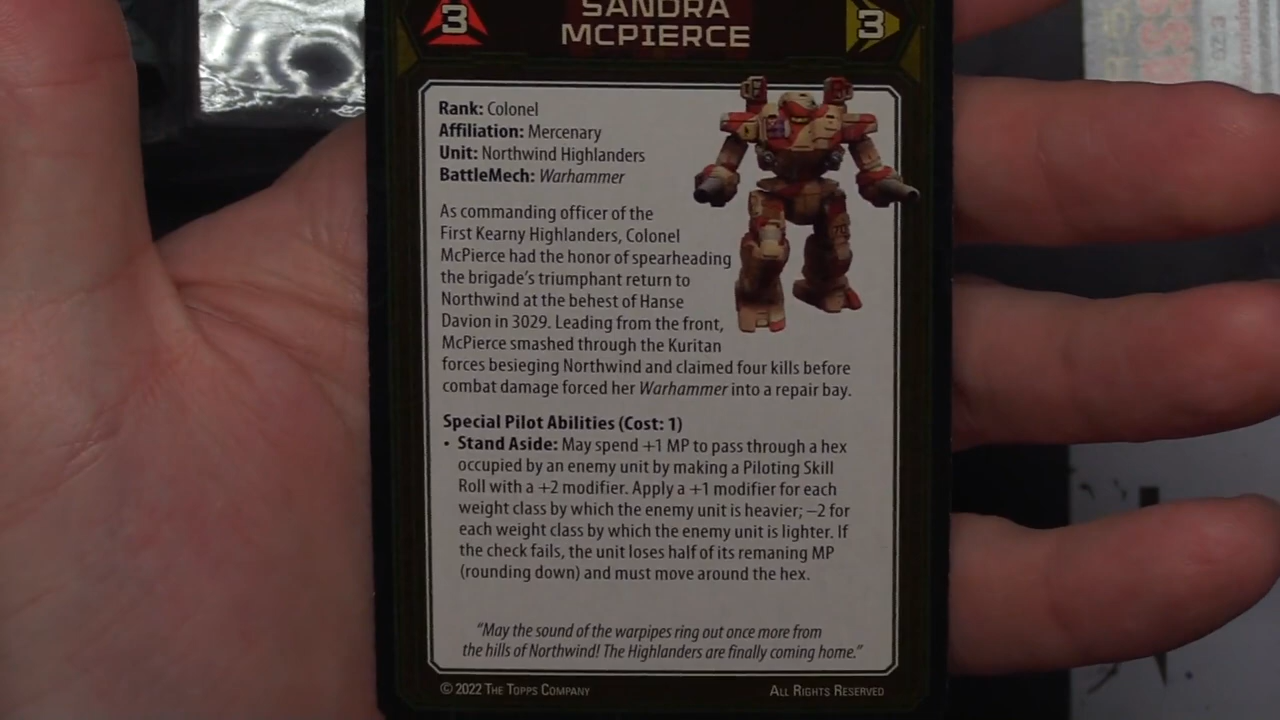 3
SANDRA
3
MCPIERCE
Rank: Colonel
Affiliation: Mercenary
Unit: Northwind Highlanders
BattleMech: Warhammer
As commanding officer of the
First Kearny Highlanders, Colonel
McPierce had the honor of spearheading
the brigade's triumphant return to
Northwind at the behest of Hanse
Davion in 3029. Leading from the front,
McPierce smashed through the Kuritan
forces besieging Northwind and claimed four kills before
combat damage forced her Warhammer into a repair bay.
Special Pilot Abilities (Cost: 1)
• Stand Aside: May spend +1 MP to pass through a hex
occupied by an enemy unit by making a Piloting Skill
Roll with a +2 modifier. Apply a +1 modifier for each
weight class by which the enemy unit is heavier; –2 for
each weight class by which the enemy unit is lighter. If
the check fails, the unit loses half of its remaning MP
(rounding down) and must move around the hex.
“May the sound of the warpipes ring out once more from
the hills of Northwind! The Highlanders are finally coming home.”
© 2022 The Topps Company
All Rights Reserved